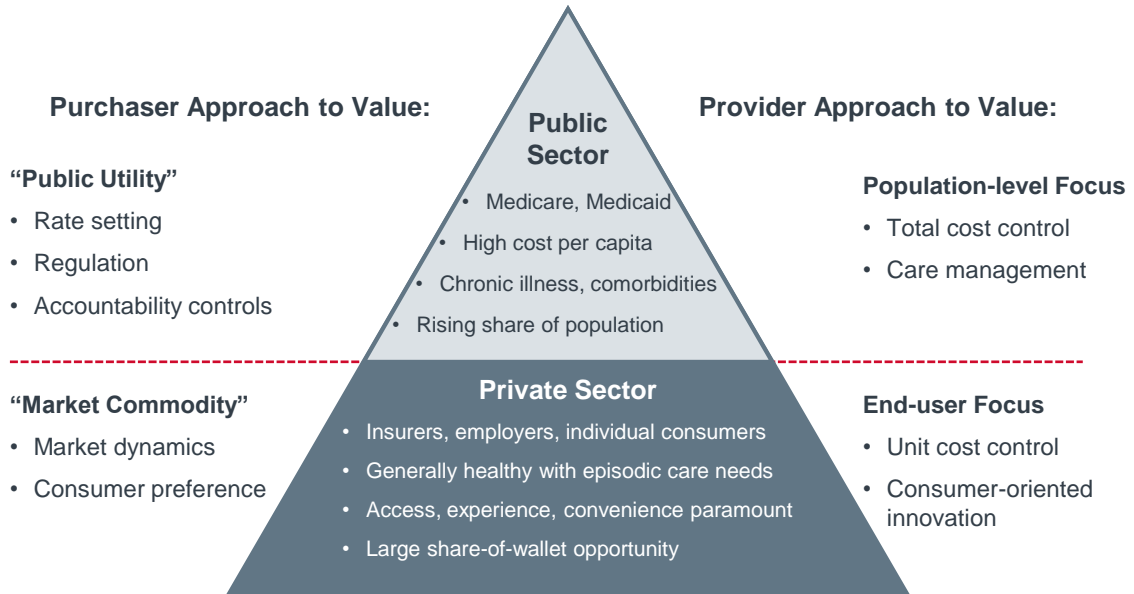 Purchaser Approach to Value:
“Public Utility”
• Rate setting
• Regulation
• Accountability controls
“Market Commodity”
• Market dynamics
• Consumer preference
Public
Sector
• Medicare, Medicaid
• High cost per capita
• Chronic illness, comorbidities
• Rising share of population
Private Sector
• Insurers, employers, individual consumers
• Generally healthy with episodic care needs
• Access, experience, convenience paramount
• Large share-of-wallet opportunity
Provider Approach to Value:
Population-level Focus
• Total cost control
• Care management
End-user Focus
• Unit cost control
• Consumer-oriented
innovation